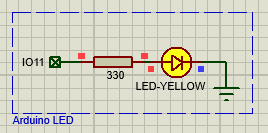 IO11
330
LED-YELLOW
Arduino LED